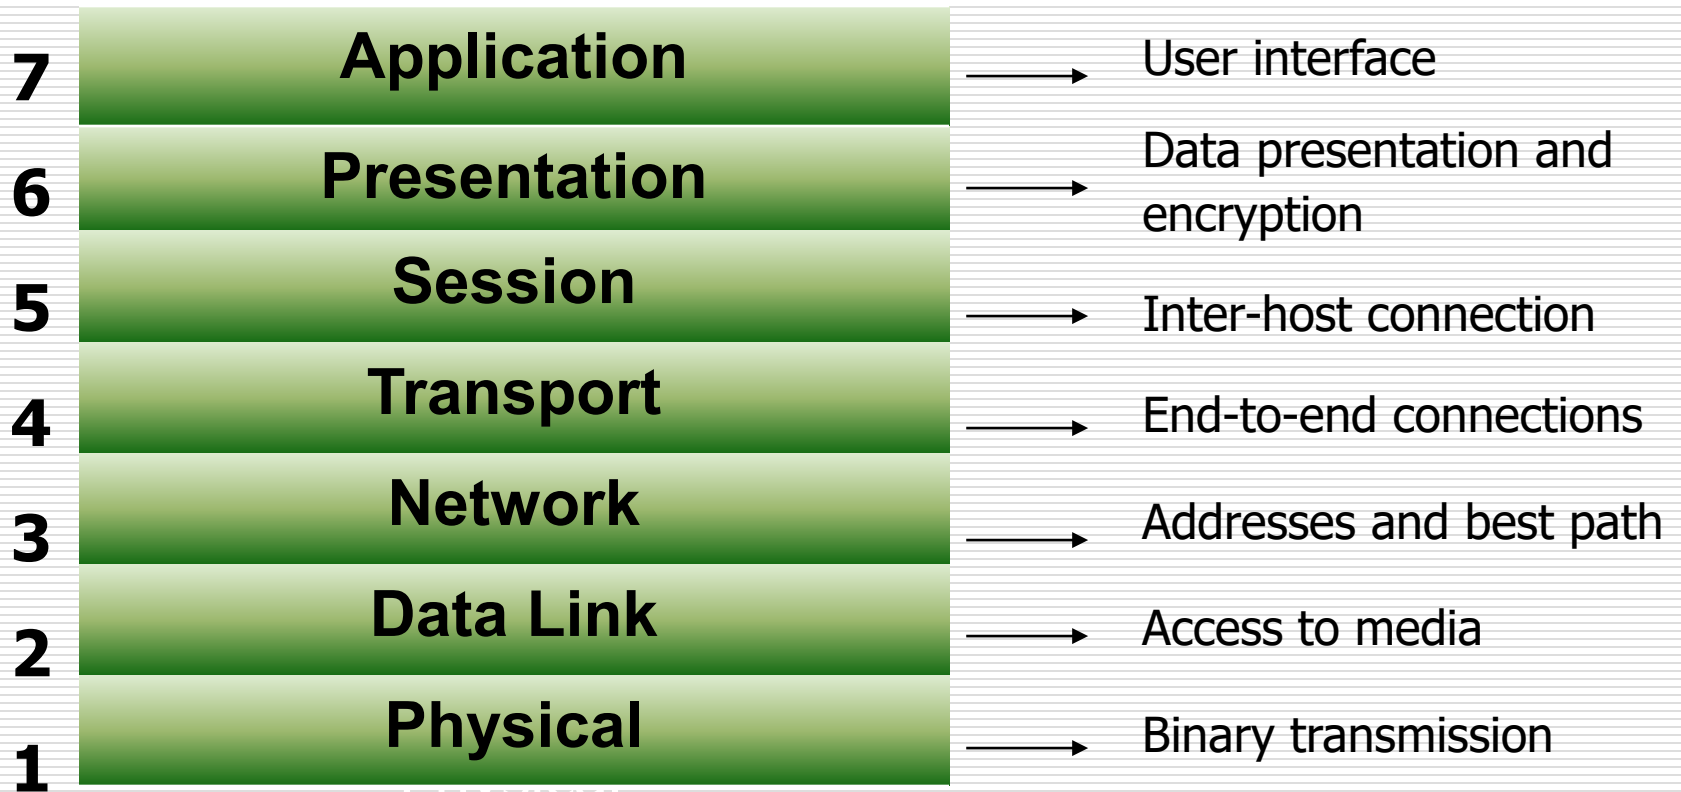 7 Application User interface
6 Presentation Data presentation and
encryption
5 Session Inter-host connection
4 Transport End-to-end connections
3 Network Addresses and best path
2 Data Link Access to media
1 Physical Binary transmission